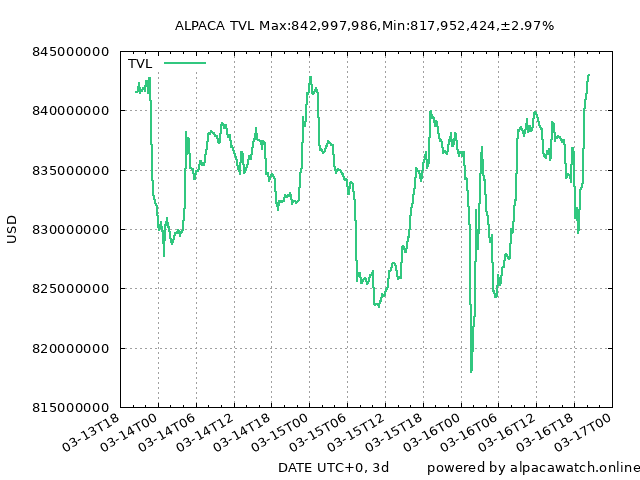 ALPACA TVL Max:842,997,986,Min:817,952,424,±2.97%
TVL
845000000
840000000
835000000
830000000
825000000
820000000
815000000
USD
03-13T18
03-14T00
03-14T06
03-14T12
03-14T18
03-15T00
03-15T06
03-15T12
03-15T18
03-16T00
03-16T06
03-16T12
03-16T18
03-17T00
DATE UTC+0, 3d
powered by alpacawatch.online